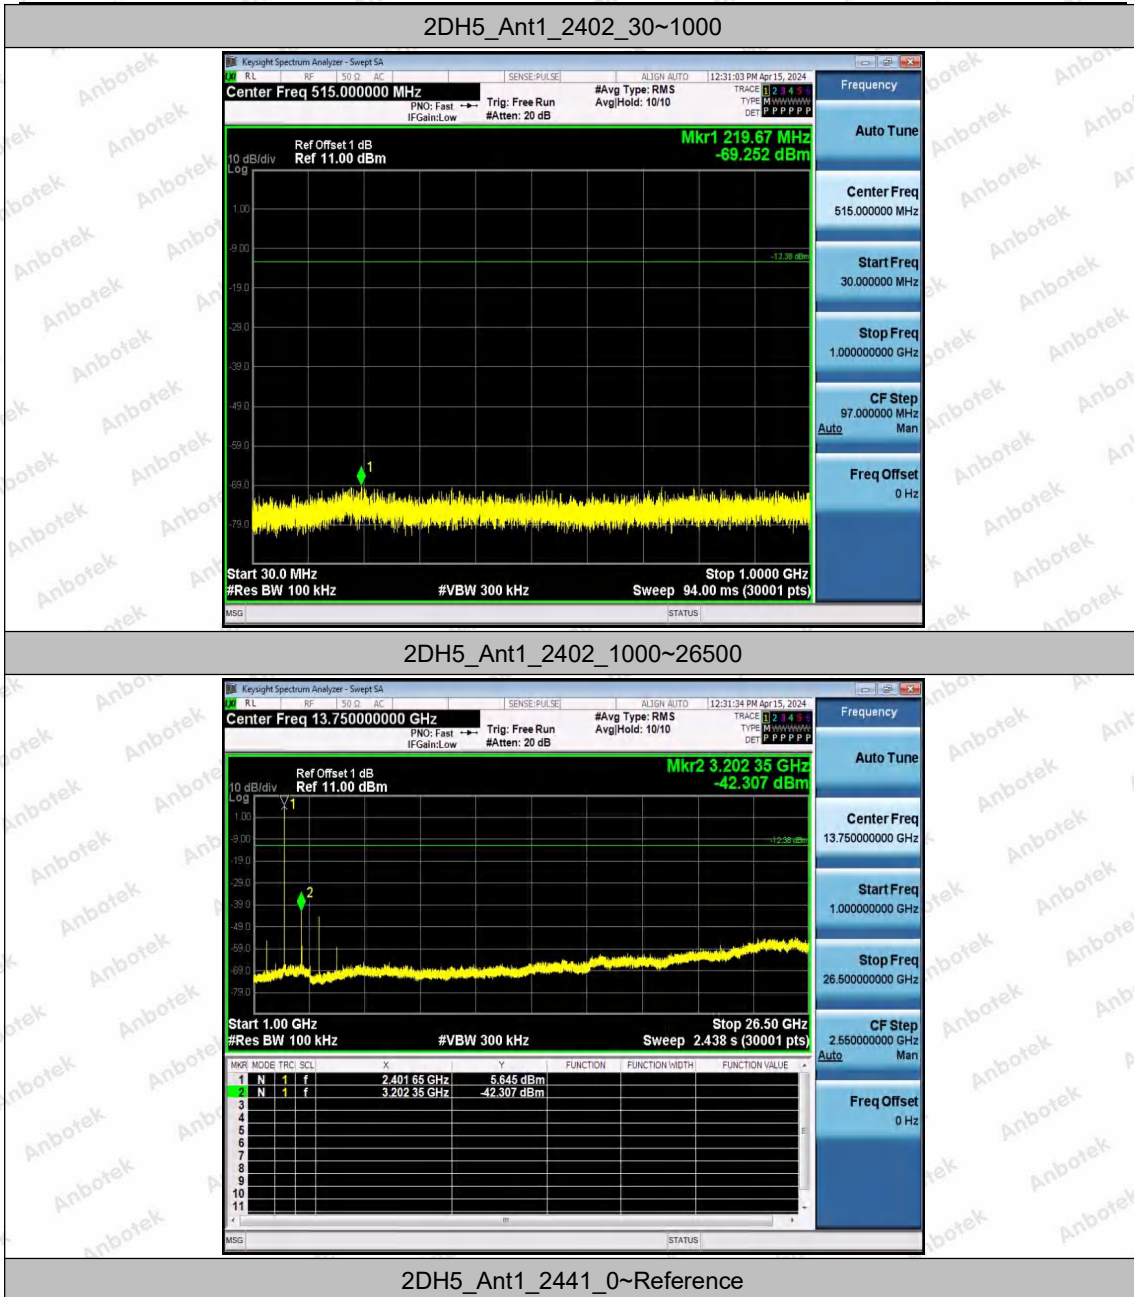 2DH5_Ant1_2402_30~1000
Keysight Spectrum Analyzer - Swept SA
RL RF 50 Ω AC SENSE:PULSE ALIGN AUTO 12:31:03 PM Apr 15, 2024
Center Freq 515.000000 MHz
PNO: Fast
IFGain:Low
Trig: Free Run
#Atten: 20 dB
#Avg Type: RMS
Avg|Hold: 10/10
TRACE 1 2 3 4 5 6
TYPE M W W W W W
DET P P P P P P
Frequency
Auto Tune
Center Freq
515.000000 MHz
Start Freq
30.000000 MHz
Stop Freq
1.000000000 GHz
CF Step
97.000000 MHz
Auto Man
Freq Offset
0 Hz
Mkr1 219.67 MHz
-69.252 dBm
Ref Offset 1 dB
10 dB/div Ref 11.00 dBm
Log
1.00
-9.00
-12.38 dBm
-19.0
-29.0
-39.0
-49.0
-59.0
1
-69.0
-79.0
Start 30.0 MHz Stop 1.0000 GHz
#Res BW 100 kHz #VBW 300 kHz Sweep 94.00 ms (30001 pts)
MSG STATUS
2DH5_Ant1_2402_1000~26500
Keysight Spectrum Analyzer - Swept SA
RL RF 50 Ω AC SENSE:PULSE ALIGN AUTO 12:31:34 PM Apr 15, 2024
Center Freq 13.750000000 GHz
PNO: Fast
IFGain:Low
Trig: Free Run
#Atten: 20 dB
#Avg Type: RMS
Avg|Hold: 10/10
TRACE 1 2 3 4 5 6
TYPE M W W W W W
DET P P P P P P
Frequency
Auto Tune
Center Freq
13.750000000 GHz
Start Freq
1.000000000 GHz
Stop Freq
26.500000000 GHz
CF Step
2.550000000 GHz
Auto Man
Freq Offset
0 Hz
Mkr2 3.202 35 GHz
-42.307 dBm
Ref Offset 1 dB
10 dB/div Ref 11.00 dBm
Log
1
1.00
-9.00
-12.38 dBm
-19.0
-29.0
2
-39.0
-49.0
-59.0
-69.0
-79.0
Start 1.00 GHz Stop 26.50 GHz
#Res BW 100 kHz #VBW 300 kHz Sweep 2.438 s (30001 pts)
MKR MODE TRC SCL X Y FUNCTION FUNCTION WIDTH FUNCTION VALUE
1 N 1 f 2.401 65 GHz 5.645 dBm
2 N 1 f 3.202 35 GHz -42.307 dBm
3
4
5
6
7
8
9
10
11
MSG STATUS
2DH5_Ant1_2441_0~Reference